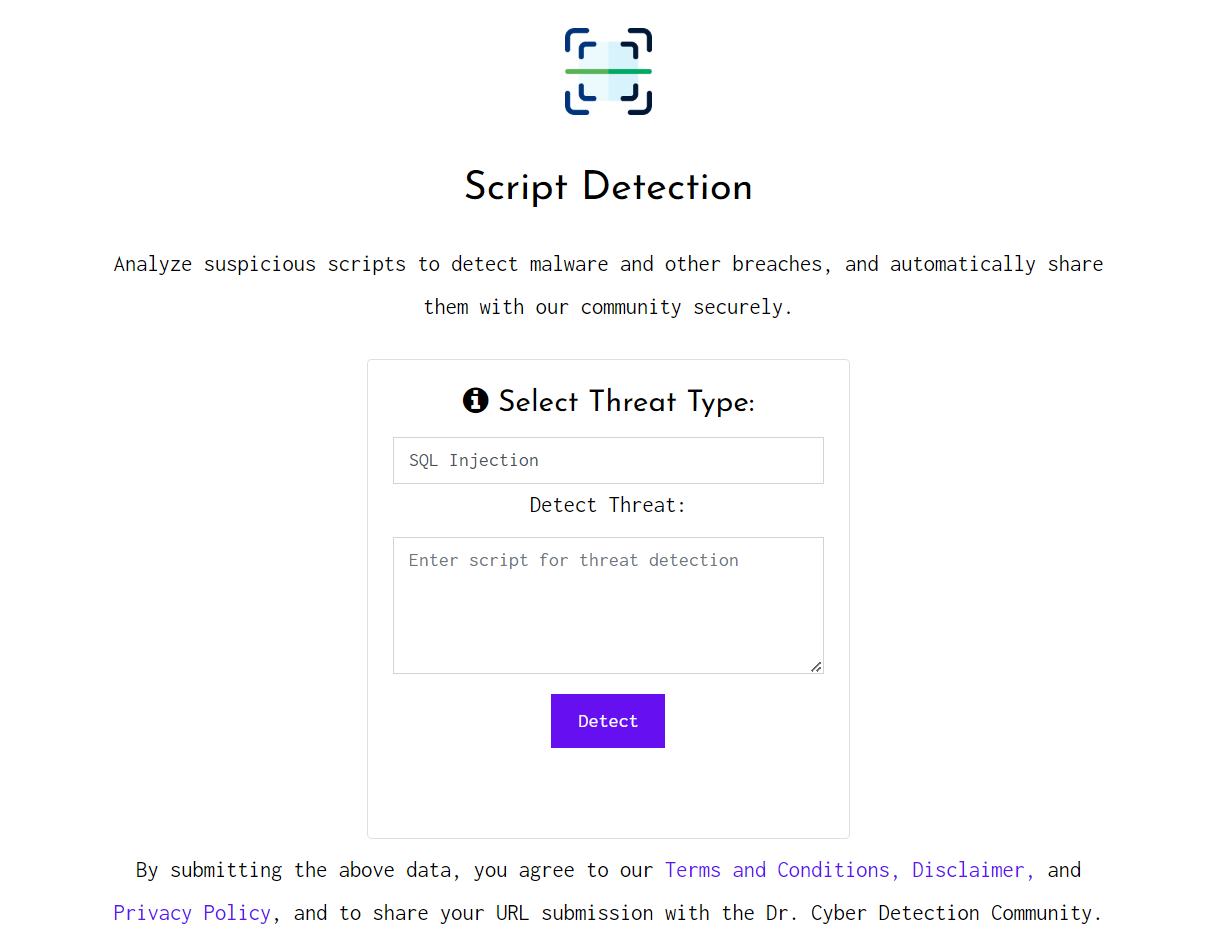 Script Detection
Analyze suspicious scripts to detect malware and other breaches, and automatically share
them with our community securely.
Select Threat Type:
SQL Injection
Detect Threat:
Enter script for threat detection
Detect
By submitting the above data, you agree to our Terms and Conditions, Disclaimer, and
Privacy Policy, and to share your URL submission with the Dr. Cyber Detection Community.